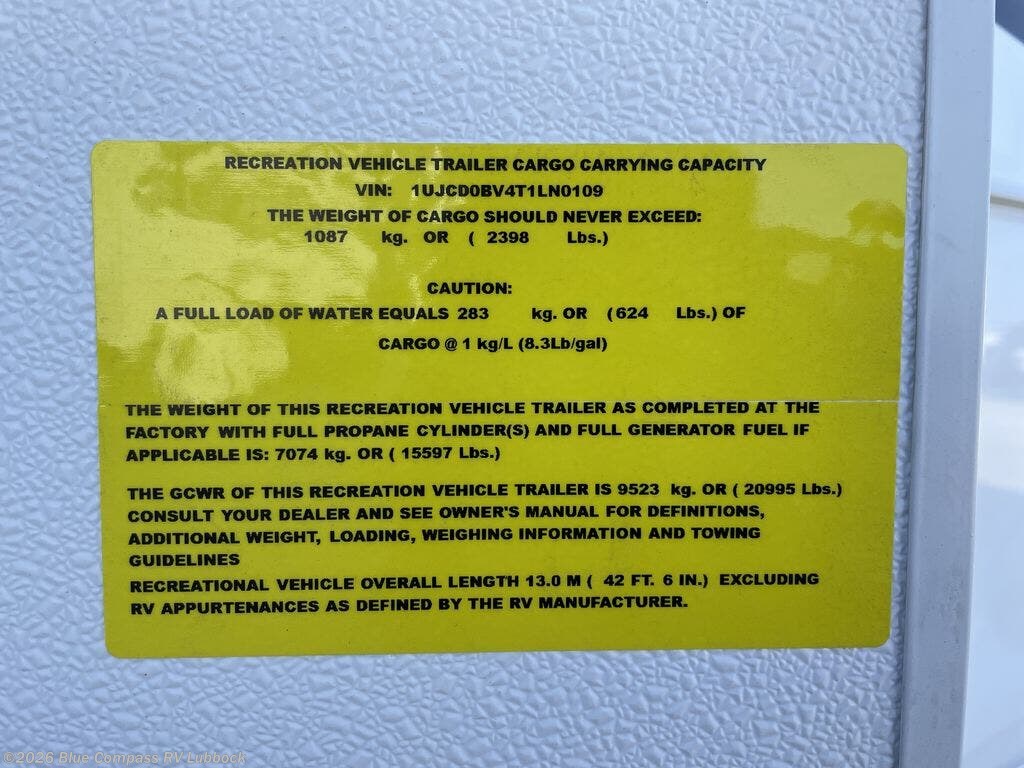 RECREATION VEHICLE TRAILER CARGO CARRYING CAPACITY
VIN: 1UJCD0BV4T1LN0109
THE WEIGHT OF CARGO SHOULD NEVER EXCEED:
1087 kg. OR ( 2398 Lbs.)
CAUTION:
A FULL LOAD OF WATER EQUALS 283 kg. OR (624 Lbs.) OF
CARGO @ 1 kg/L (8.3Lb/gal)
THE WEIGHT OF THIS RECREATION VEHICLE TRAILER AS COMPLETED AT THE
FACTORY WITH FULL PROPANE CYLINDER(S) AND FULL GENERATOR FUEL IF
APPLICABLE IS: 7074 kg. OR ( 15597 Lbs.)
THE GCWR OF THIS RECREATION VEHICLE TRAILER IS 9523 kg. OR ( 20995 Lbs.)
CONSULT YOUR DEALER AND SEE OWNER'S MANUAL FOR DEFINITIONS,
ADDITIONAL WEIGHT, LOADING, WEIGHING INFORMATION AND TOWING
GUIDELINES
RECREATIONAL VEHICLE OVERALL LENGTH 13.0 M ( 42 FT. 6 IN.) EXCLUDING
RV APPURTENANCES AS DEFINED BY THE RV MANUFACTURER.
©2026 Blue Compass RV Lubbock